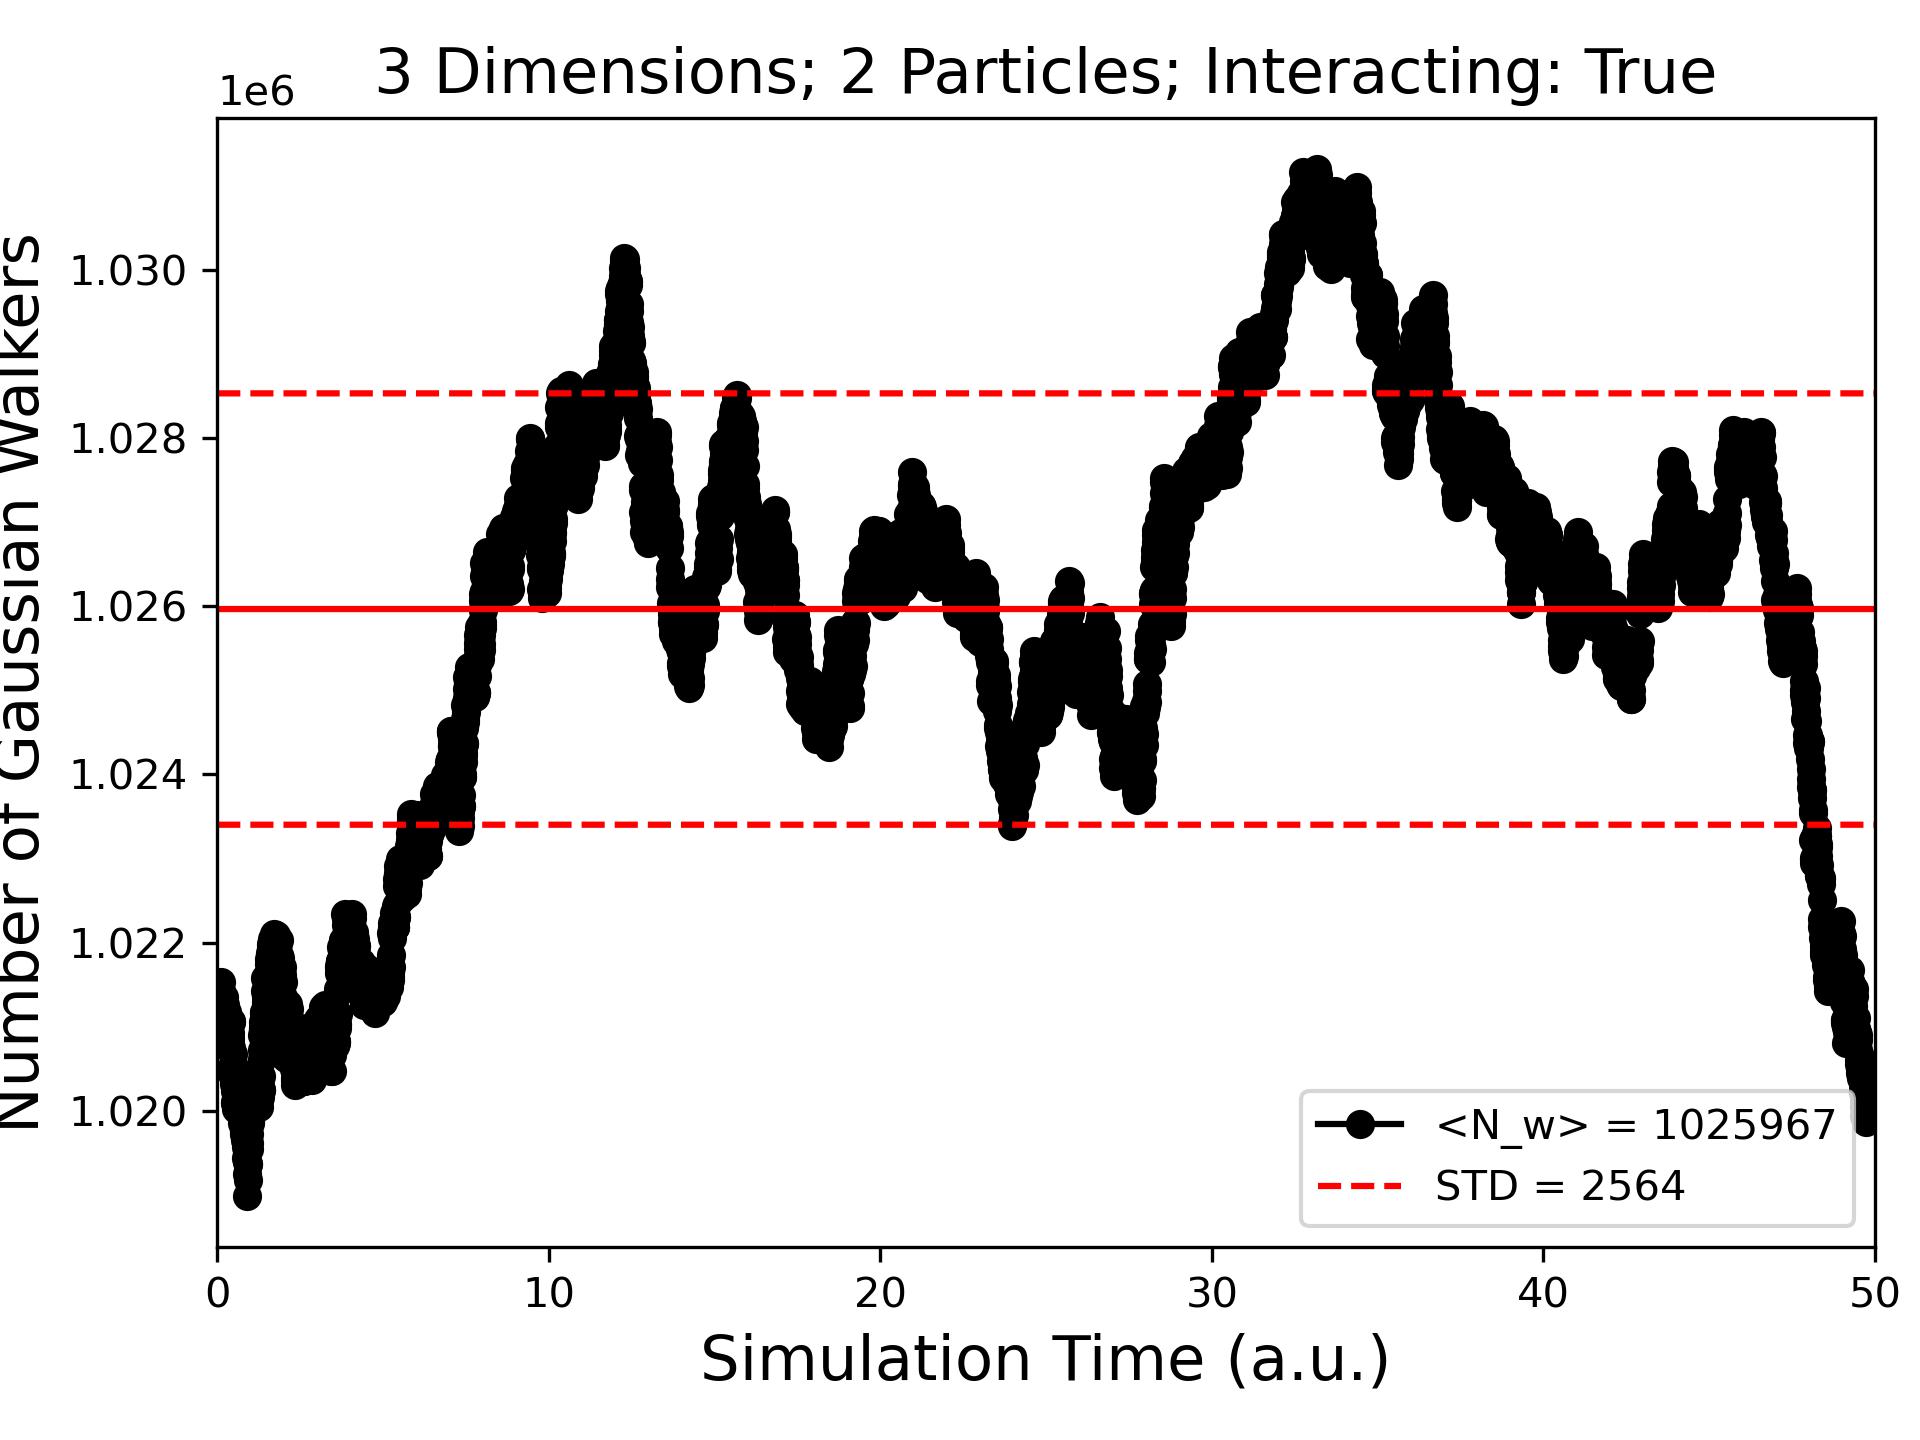 3 Dimensions; 2 Particles; Interacting: True
1e6
Number of Gaussian Walkers
1.030
1.028
1.026
1.024
1.022
1.020
<N_w> = 1025967
STD = 2564
0 10 20 30 40 50
Simulation Time (a.u.)